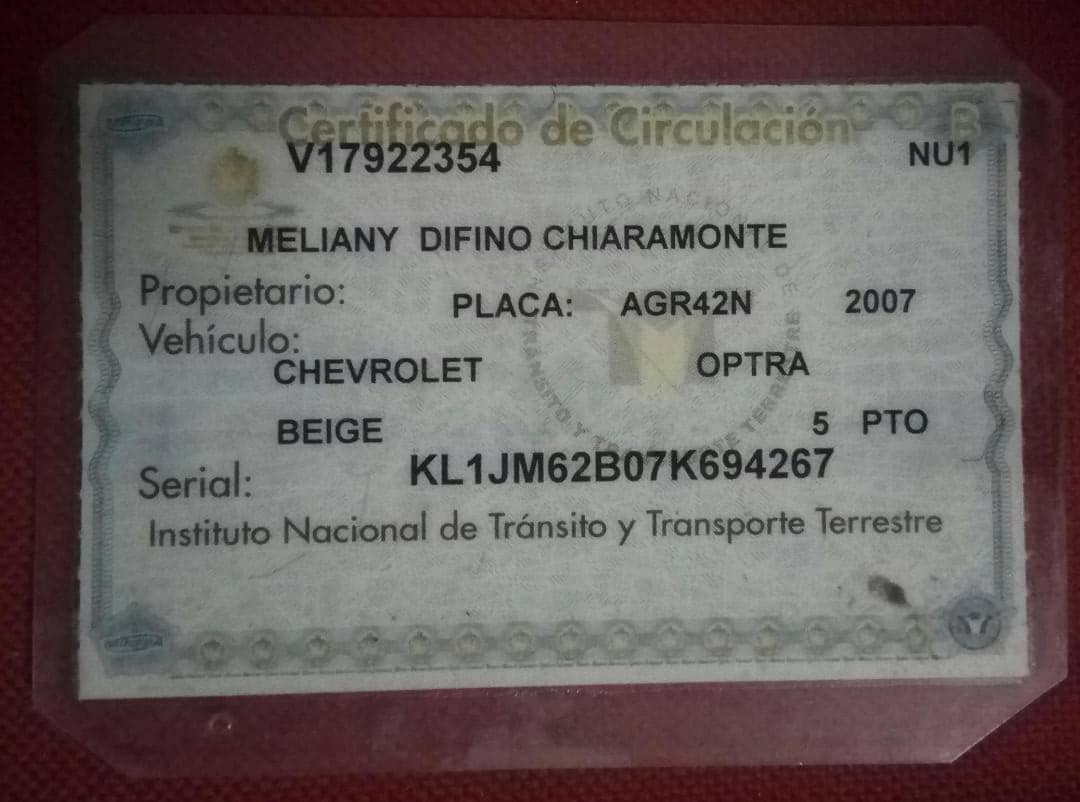 Certificado de Circulación B
V17922354 NU1
MELIANY DIFINO CHIARAMONTE
Propietario:
PLACA: AGR42N 2007
Vehículo:
CHEVROLET OPTRA
BEIGE 5 PTO
KL1JM62B07K694267
Serial:
Instituto Nacional de Tránsito y Transporte Terrestre